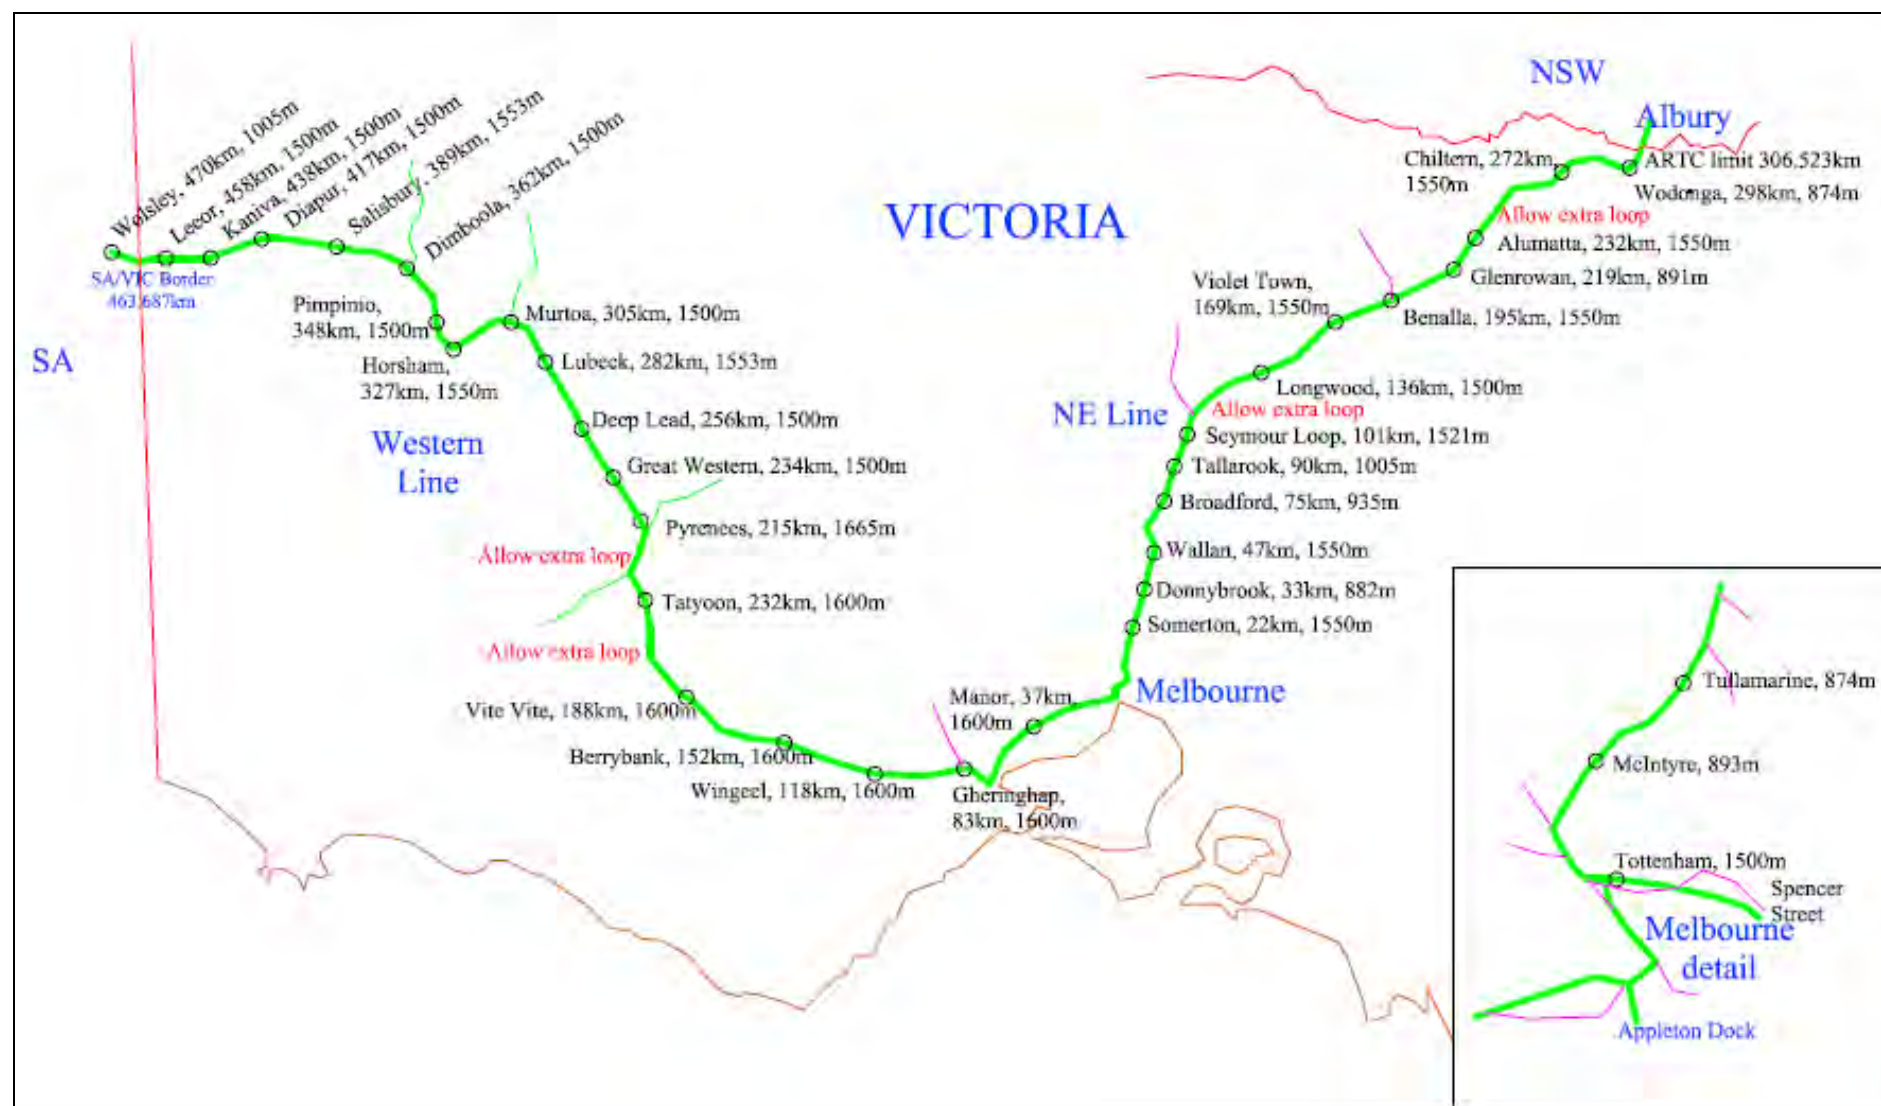 NSW
Albury
VICTORIA
Wolsley, 470km, 1005m
Leeor, 458km, 1500m
Kaniva, 438km, 1500m
Diapur, 417km, 1500m
Salisbury, 389km, 1553m
Dimboola, 362km, 1500m
SA/VIC Border
463.687km
SA
Pimpinio,
348km, 1500m
Horsham,
327km, 1550m
Murtoa, 305km, 1500m
Lubeck, 282km, 1553m
Deep Lead, 256km, 1500m
Western
Line
Great Western, 234km, 1500m
Pyrenees, 215km, 1665m
Allow extra loop
Tatyoon, 232km, 1600m
Allow extra loop
Vite Vite, 188km, 1600m
Berrybank, 152km, 1600m
Wingeel, 118km, 1600m
Gheringhap,
83km, 1600m
Manor, 37km,
1600m
Melbourne
Chiltern, 272km,
1550m
ARTC limit 306.523km
Wodonga, 298km, 874m
Allow extra loop
Alumatta, 232km, 1550m
Glenrowan, 219km, 891m
Violet Town,
169km, 1550m
Benalla, 195km, 1550m
Longwood, 136km, 1500m
NE Line
Allow extra loop
Seymour Loop, 101km, 1521m
Tallarook, 90km, 1005m
Broadford, 75km, 935m
Wallan, 47km, 1550m
Donnybrook, 33km, 882m
Somerton, 22km, 1550m
Tullamarine, 874m
McIntyre, 893m
Tottenham, 1500m
Spencer
Street
Melbourne
detail
Appleton Dock